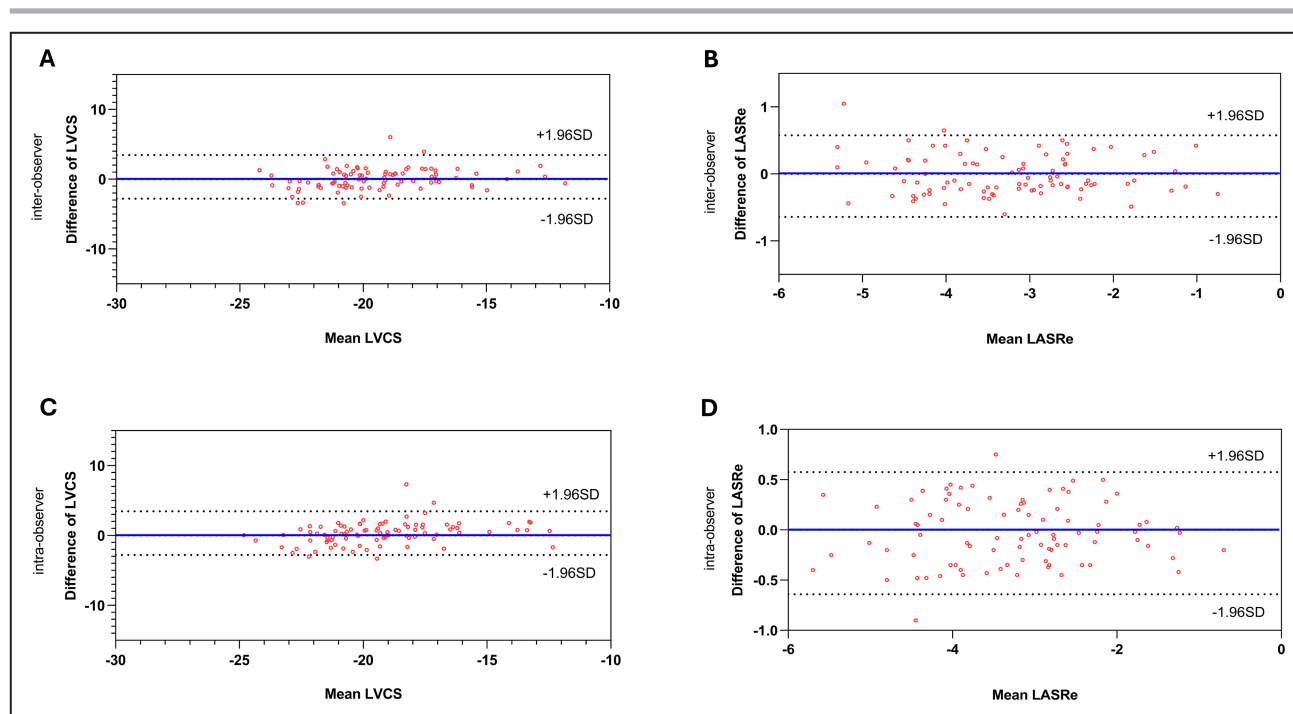 A
inter-observer
Difference of LVCS
10
0
-10
+1.96SD
-1.96SD
-30
-25
-20
-15
-10
Mean LVCS
B
inter-observer
Difference of LASRe
1
0
-1
+1.96SD
-1.96SD
-6
-5
-4
-3
-2
-1
0
Mean LASRe
C
intra-observer
Difference of LVCS
10
0
-10
+1.96SD
-1.96SD
-30
-25
-20
-15
-10
Mean LVCS
D
intra-observer
Difference of LASRe
1.0
0.5
0.0
-0.5
-1.0
+1.96SD
-1.96SD
-6
-4
-2
0
Mean LASRe